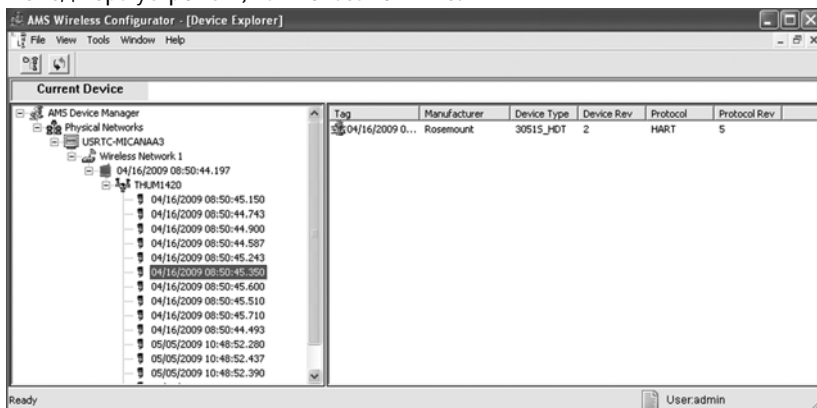 AMS Wireless Configurator - [Device Explorer]
File View Tools Window Help
Current Device
AMS Device Manager
Physical Networks
USRTC-MICANAA3
Wireless Network 1
04/16/2009 08:50:44.197
THUM1420
04/16/2009 08:50:45.150
04/16/2009 08:50:44.743
04/16/2009 08:50:44.900
04/16/2009 08:50:44.587
04/16/2009 08:50:45.243
04/16/2009 08:50:45.350
04/16/2009 08:50:45.600
04/16/2009 08:50:45.510
04/16/2009 08:50:45.710
04/16/2009 08:50:44.493
05/05/2009 10:48:52.280
05/05/2009 10:48:52.437
05/05/2009 10:48:52.390
Tag Manufacturer Device Type Device Rev Protocol Protocol Rev
04/16/2009 0... Rosemount 3051S_HDT 2 HART 5
Ready User:admin